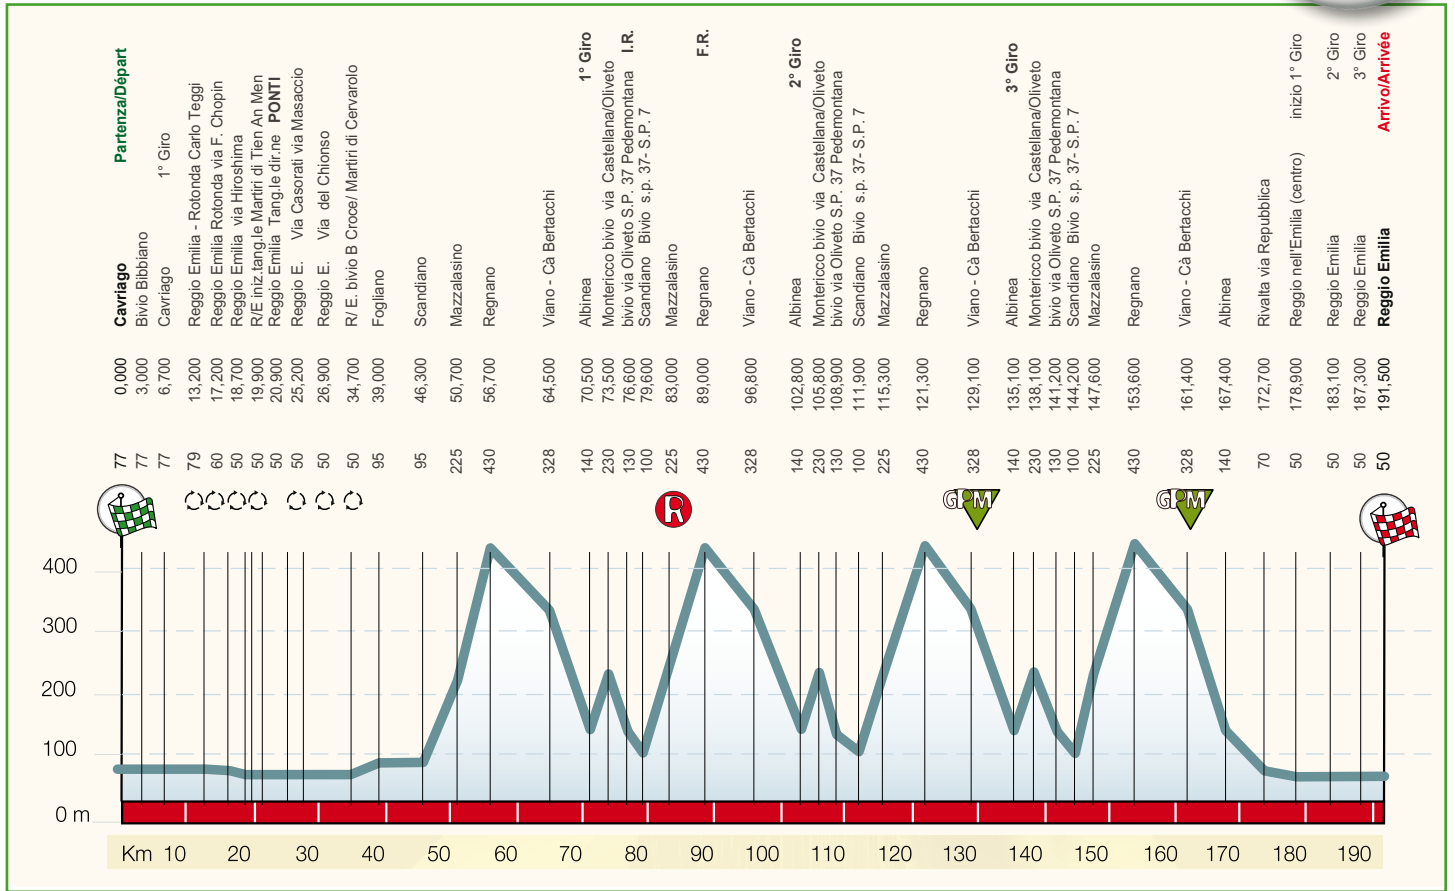 Partenza/Départ
Cavriago 0,000 77
Bivio Bibbiano 3,000 77
1° Giro
Cavriago 6,700 77
Reggio Emilia - Rotonda Carlo Teggi 13,200 79
Reggio Emilia Rotonda via F. Chopin 17,200 60
Reggio Emilia via Hiroshima 18,700 50
R/E iniz.tang.le Martiri di Tien An Men 19,900 50
Reggio Emilia Tang.le dir.ne PONTI 20,900 50
Reggio E. Via Casorati via Masaccio 25,200 50
Reggio E. Via del Chionso 26,900 50
R/ E. bivio B Croce/ Martiri di Cervarolo 34,700 50
Fogliano 39,000 95
Scandiano 46,300 95
Mazzalasino 50,700 225
Regnano 56,700 430
Viano - Cà Bertacchi 64,500 328
1° Giro
Albinea 70,500 140
Montericco bivio via Castellana/Oliveto 73,500 230
I.R.
bivio via Oliveto S.P. 37 Pedemontana 76,600 130
Scandiano Bivio s.p. 37- S.P. 7 79,600 100
Mazzalasino 83,000 225
F.R.
Regnano 89,000 430
Viano - Cà Bertacchi 96,800 328
2° Giro
Albinea 102,800 140
Montericco bivio via Castellana/Oliveto 105,800 230
bivio via Oliveto S.P. 37 Pedemontana 108,900 130
Scandiano Bivio s.p. 37- S.P. 7 111,900 100
Mazzalasino 115,300 225
Regnano 121,300 430
Viano - Cà Bertacchi 129,100 328
3° Giro
Albinea 135,100 140
Montericco bivio via Castellana/Oliveto 138,100 230
bivio via Oliveto S.P. 37 Pedemontana 141,200 130
Scandiano Bivio s.p. 37- S.P. 7 144,200 100
Mazzalasino 147,600 225
Regnano 153,600 430
Viano - Cà Bertacchi 161,400 328
Albinea 167,400 140
Rivalta via Repubblica 172,700 70
Reggio nell'Emilia (centro) inizio 1° Giro 178,900 50
Reggio Emilia 2° Giro 183,100 50
Reggio Emilia 3° Giro 187,300 50
Arrivo/Arrivée
Reggio Emilia 191,500 50
R
GPM
GPM
400
300
200
100
0 m
Km 10 20 30 40 50 60 70 80 90 100 110 120 130 140 150 160 170 180 190